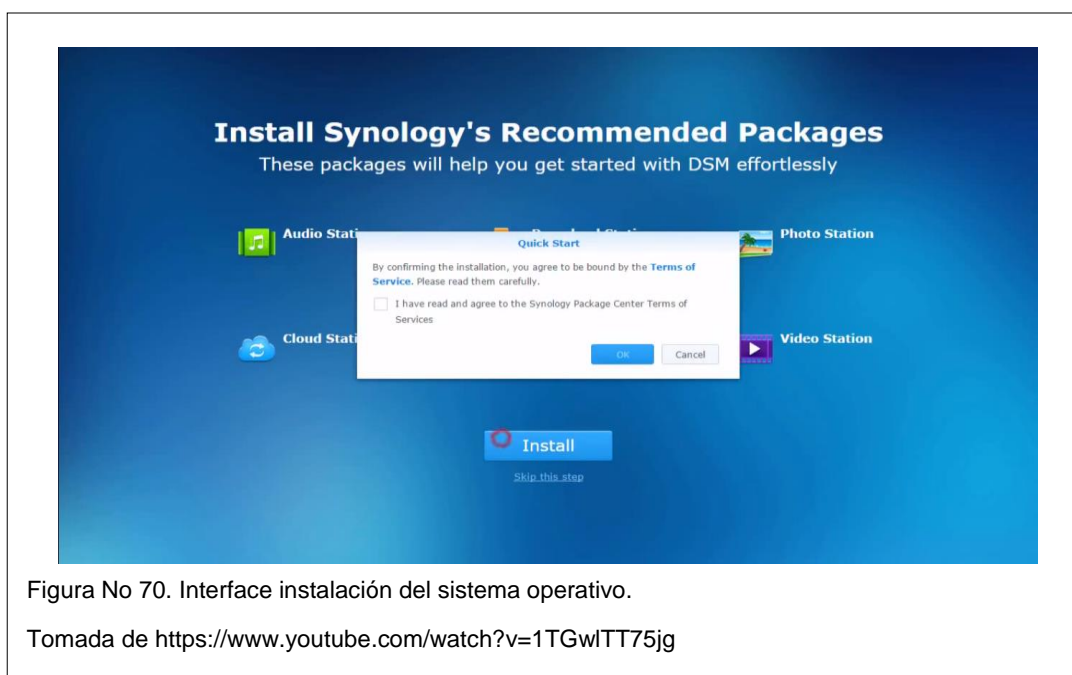 Install Synology's Recommended Packages
These packages will help you get started with DSM effortlessly
Audio Stati
Photo Station
Quick Start
By confirming the installation, you agree to be bound by the Terms of
Service. Please read them carefully.
I have read and agree to the Synology Package Center Terms of
Services
Cloud Stati
Video Station
OK
Cancel
Install
Skip this step
Figura No 70. Interface instalación del sistema operativo.
Tomada de https://www.youtube.com/watch?v=1TGwlTT75jg